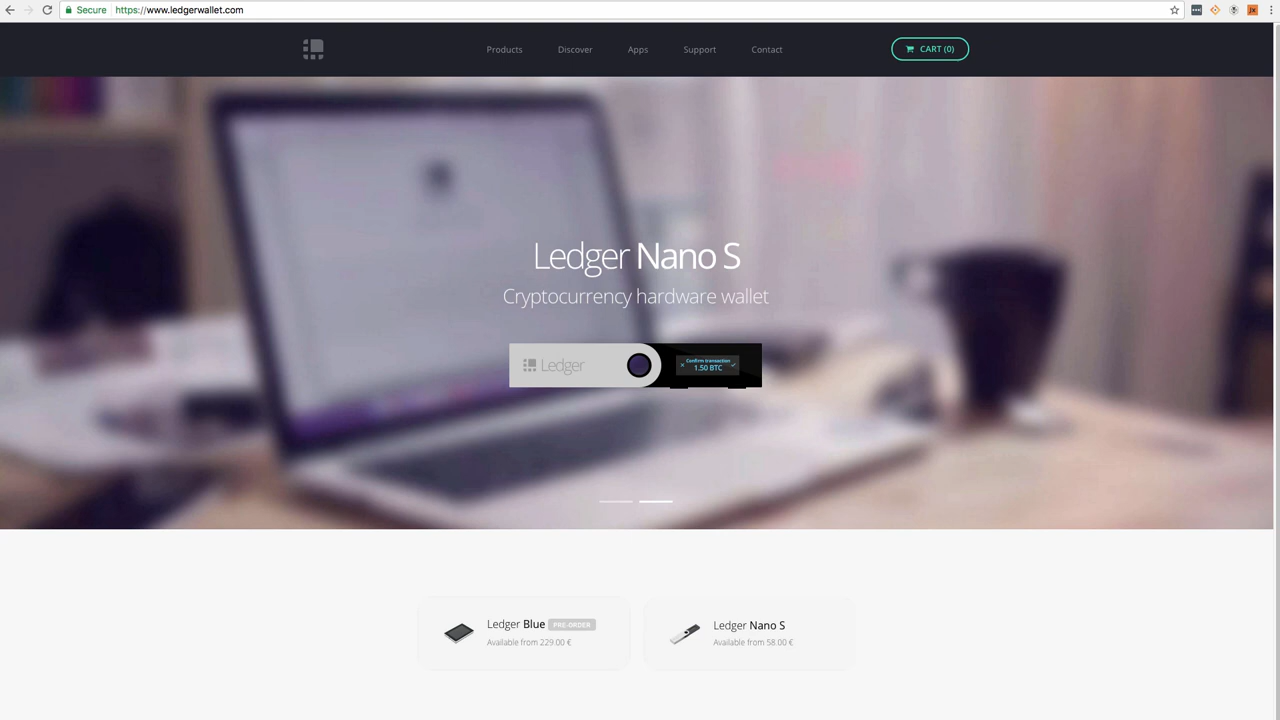 Secure https://www.ledgerwallet.com
JX
Products Discover Apps Support Contact CART (0)
Ledger Nano S
Cryptocurrency hardware wallet
Ledger
Confirm transaction
1.50 BTC
Ledger Blue PRE-ORDER
Available from 229.00 €
Ledger Nano S
Available from 58.00 €